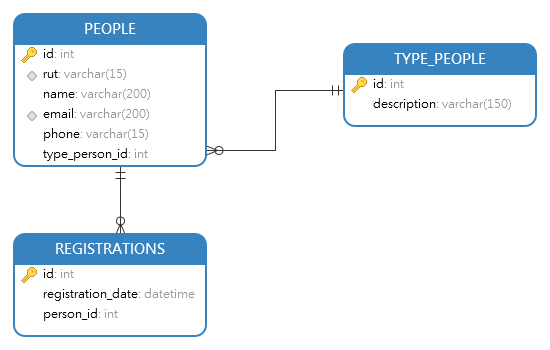 PEOPLE
id: int
rut: varchar(15)
name: varchar(200)
email: varchar(200)
phone: varchar(15)
type_person_id: int
TYPE_PEOPLE
id: int
description: varchar(150)
REGISTRATIONS
id: int
registration_date: datetime
person_id: int